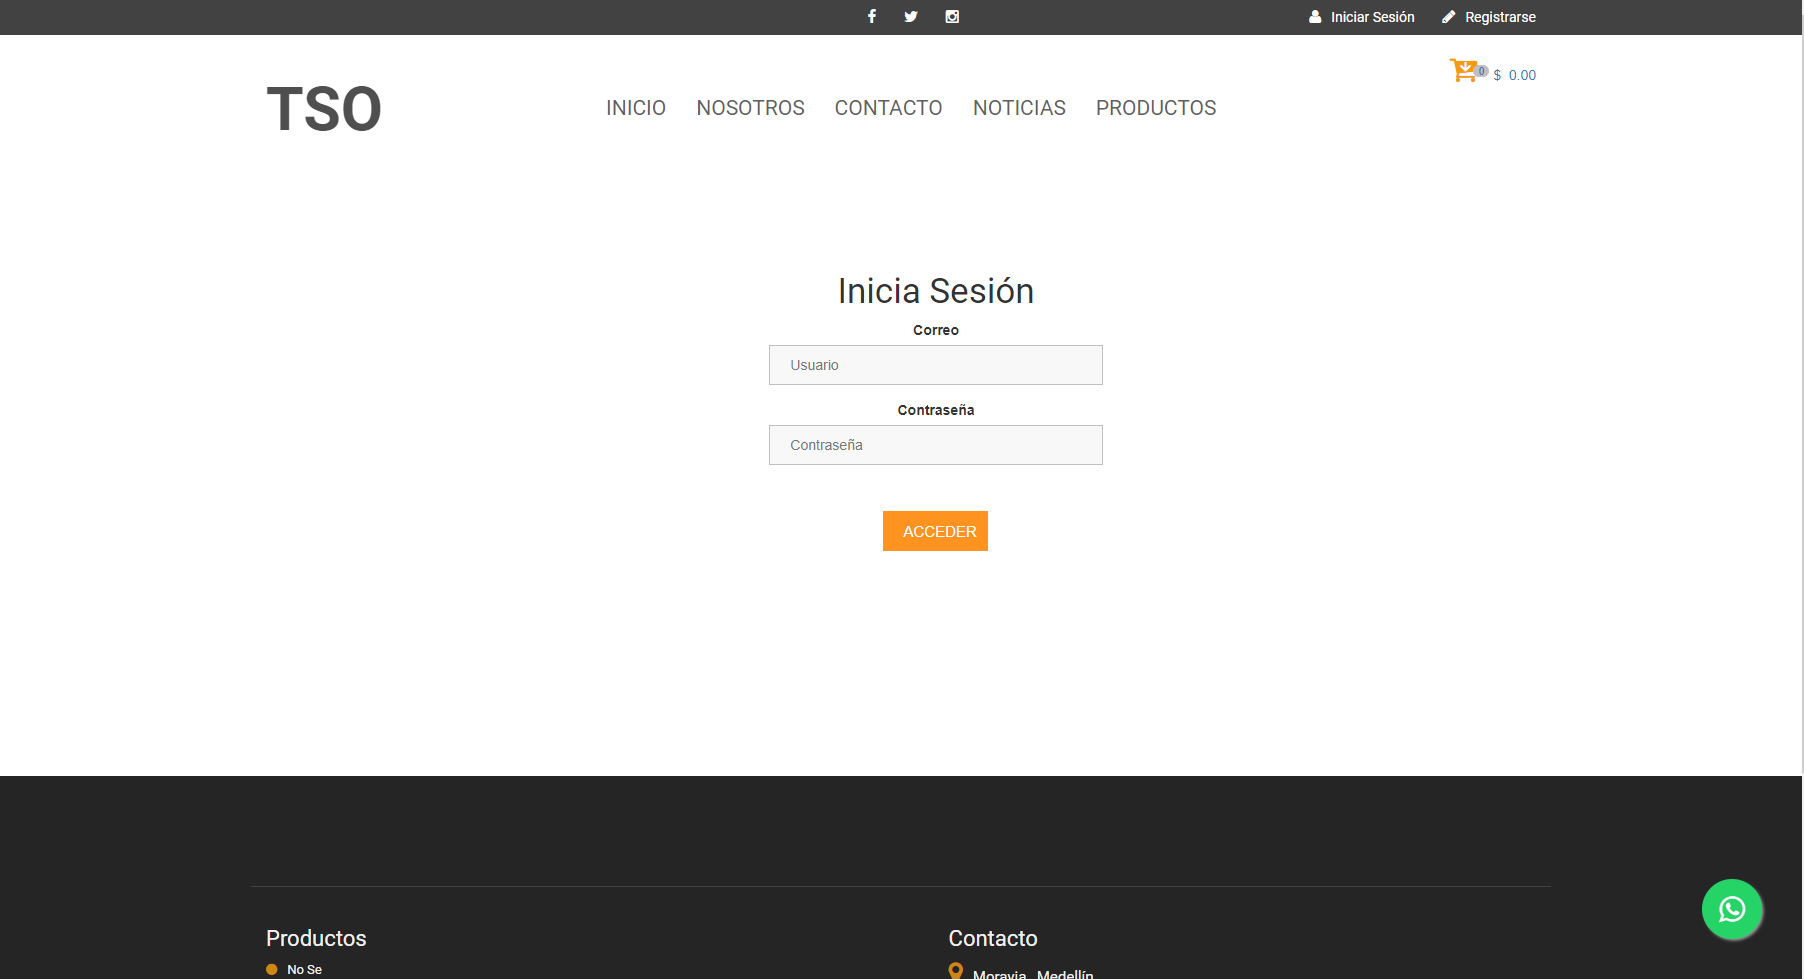 Iniciar Sesión Registrarse
0 $ 0.00
TSO
INICIO NOSOTROS CONTACTO NOTICIAS PRODUCTOS
Inicia Sesión
Correo
Usuario
Contraseña
Contraseña
ACCEDER
Productos
No Se
Contacto
Moravia, Medellín